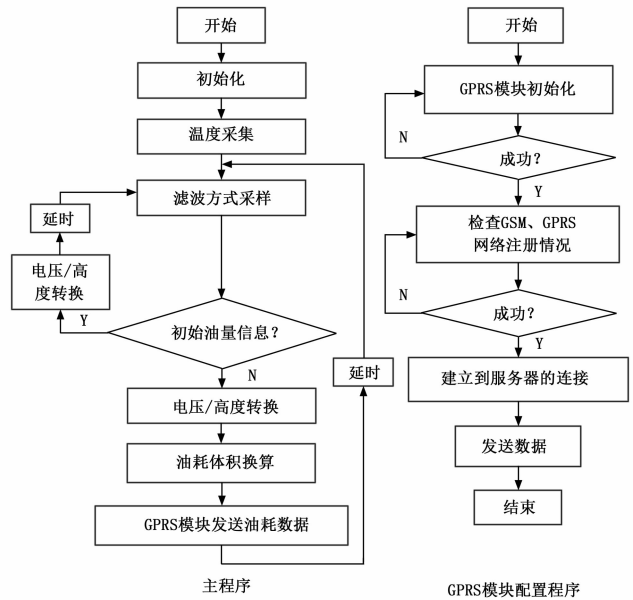 开始
初始化
温度采集
滤波方式采样
延时
电压/高
度转换
Y
初始油量信息?
N
延时
电压/高度转换
油耗体积换算
GPRS模块发送油耗数据
主程序
开始
GPRS模块初始化
N
成功?
Y
检查GSM、GPRS
网络注册情况
N
成功?
Y
建立到服务器的连接
发送数据
结束
GPRS模块配置程序